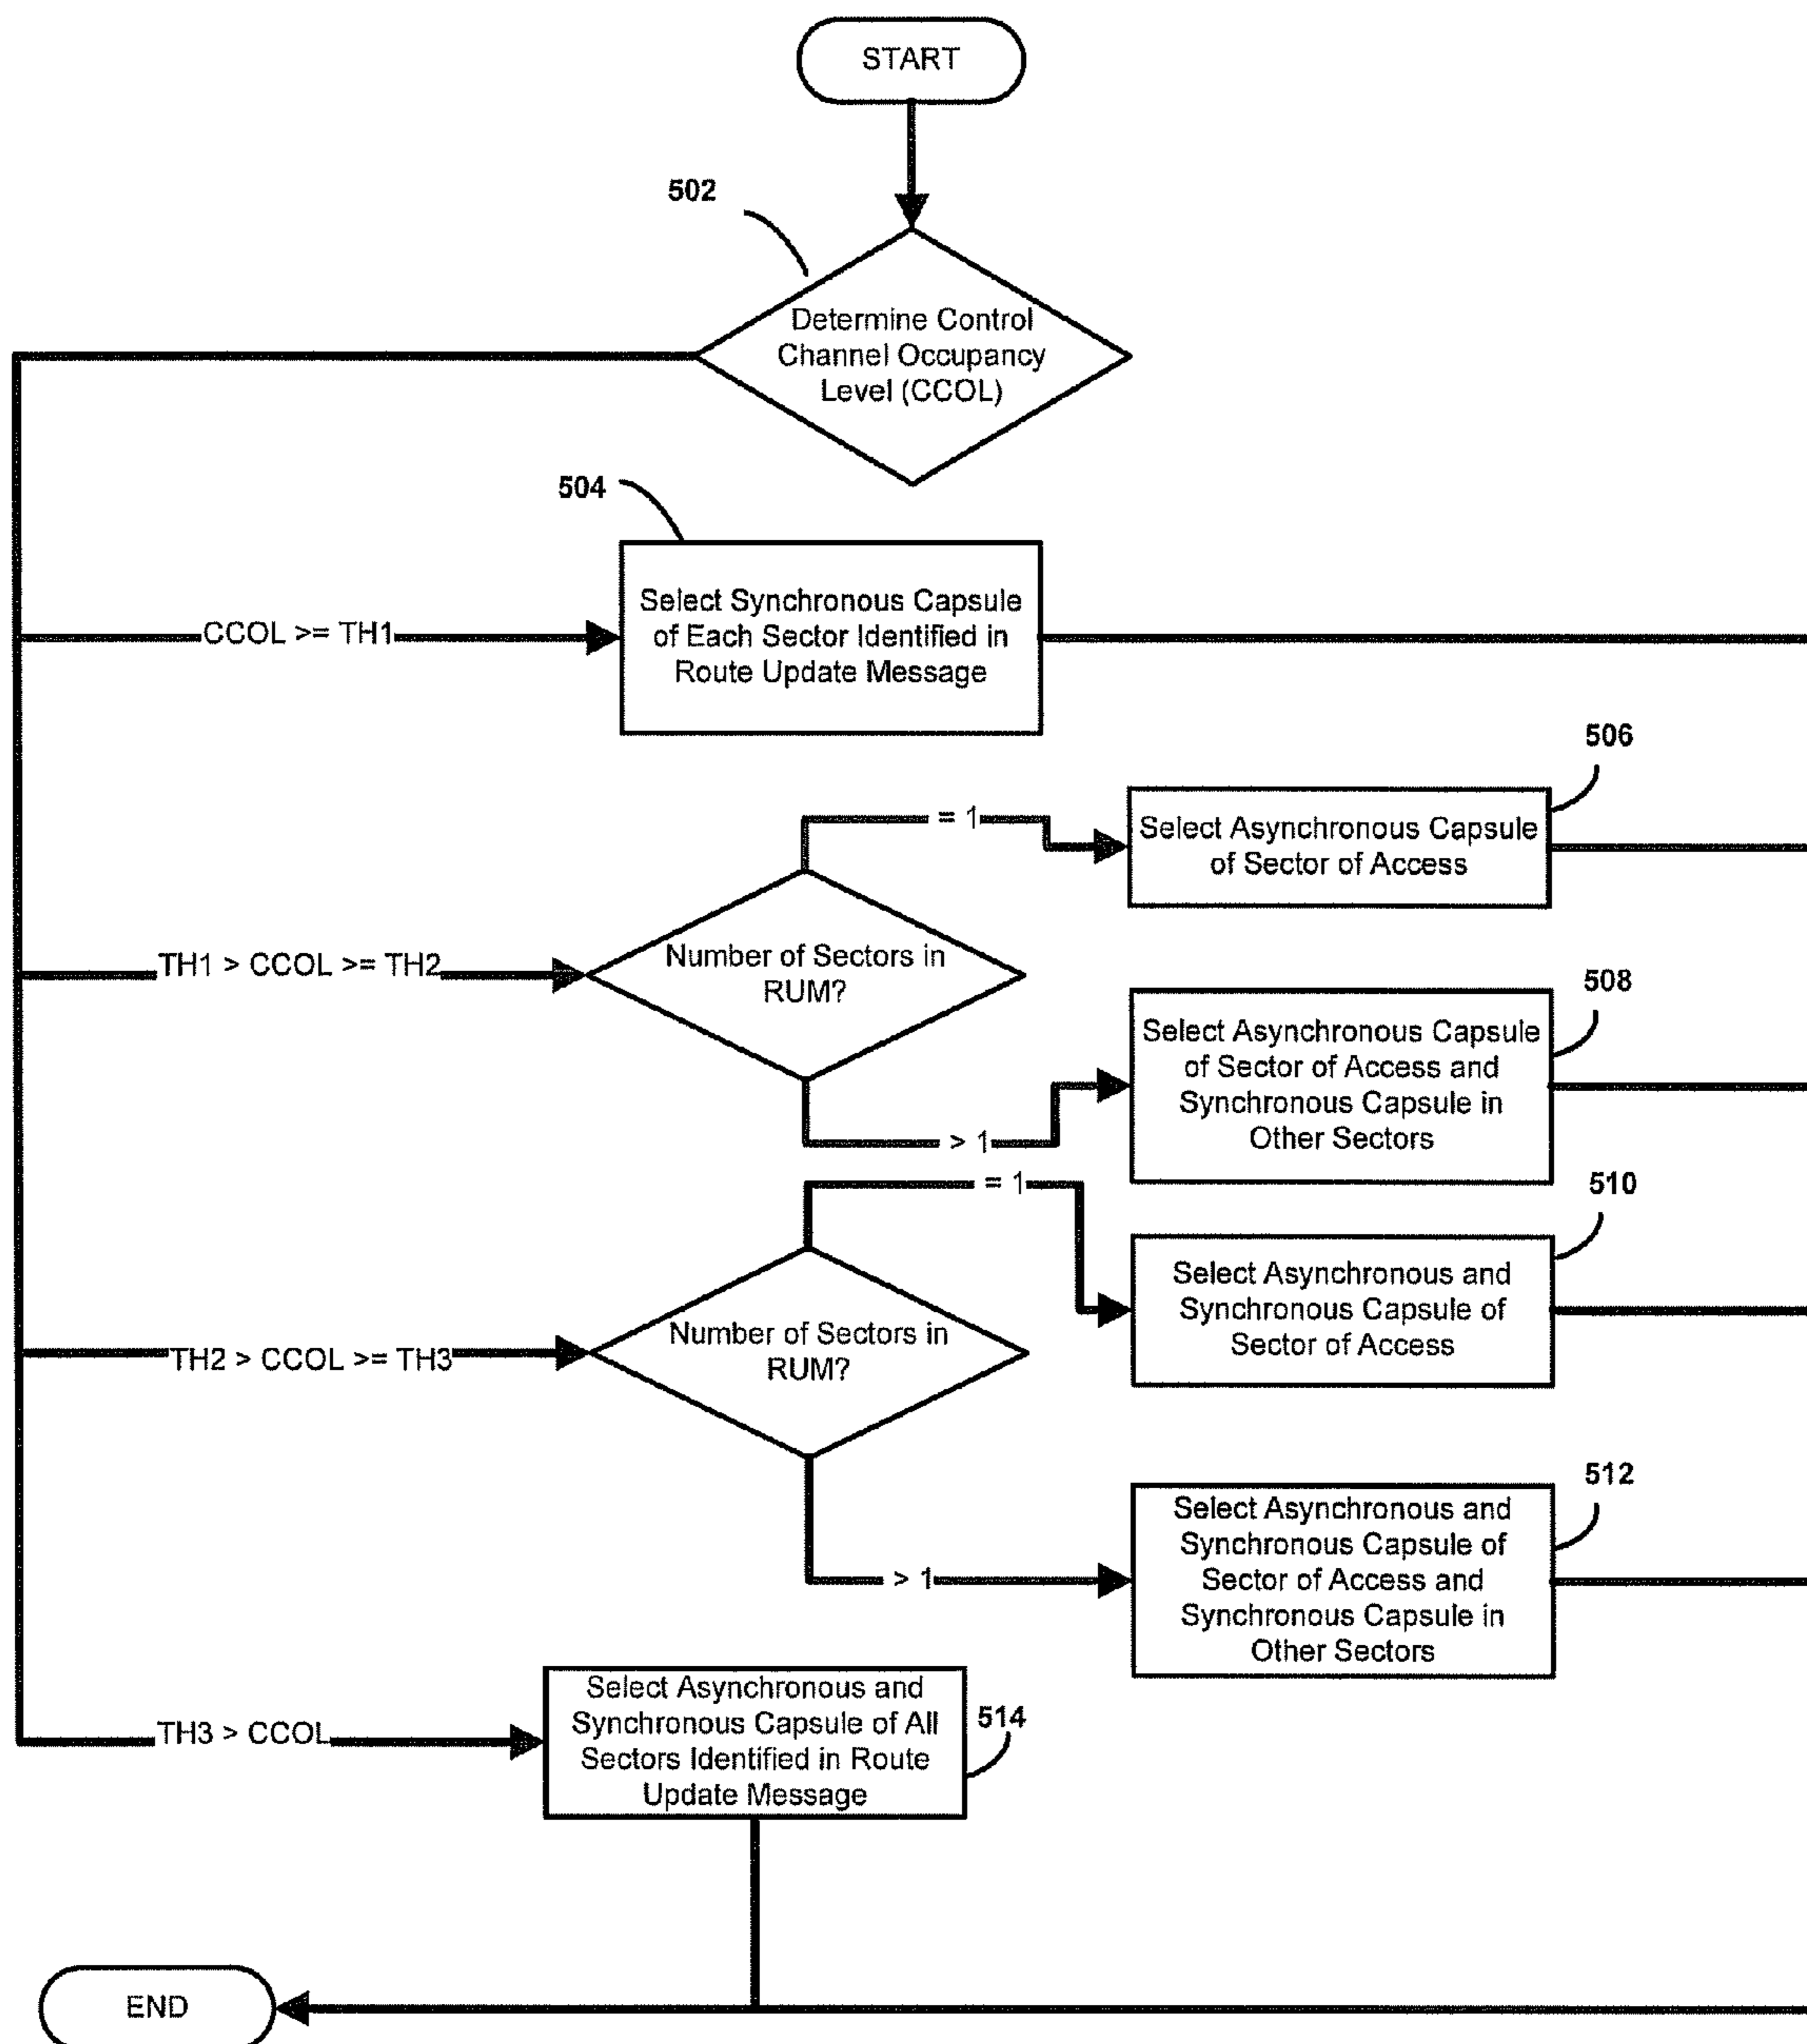 START
502
Determine Control
Channel Occupancy
Level (CCOL)
504
Select Synchronous Capsule
of Each Sector Identified in
Route Update Message
CCOL >= TH1
506
= 1
Select Asynchronous Capsule
of Sector of Access
TH1 > CCOL >= TH2
Number of Sectors in
RUM?
508
Select Asynchronous Capsule
of Sector of Access and
Synchronous Capsule in
Other Sectors
> 1
= 1
510
Select Asynchronous and
Synchronous Capsule of
Sector of Access
TH2 > CCOL >= TH3
Number of Sectors in
RUM?
512
Select Asynchronous and
Synchronous Capsule of
Sector of Access and
Synchronous Capsule in
Other Sectors
> 1
TH3 > CCOL
Select Asynchronous and
Synchronous Capsule of All
Sectors Identified in Route
Update Message
514
END